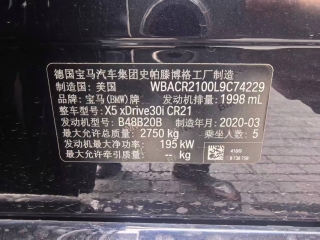 德国宝马汽车集团史帕滕博格工厂制造
制造国：美国 WBACR2100L9C74229
品牌：宝马(BMW)牌 发动机排量：1998 mL
整车型号：X5 xDrive30i CR21
发动机型号：B48B20B 制造年月：2020-03
最大允许总质量：2750 kg 乘坐人数：5
发动机最大净功率：195 kW
最大允许牵引质量：-- kg